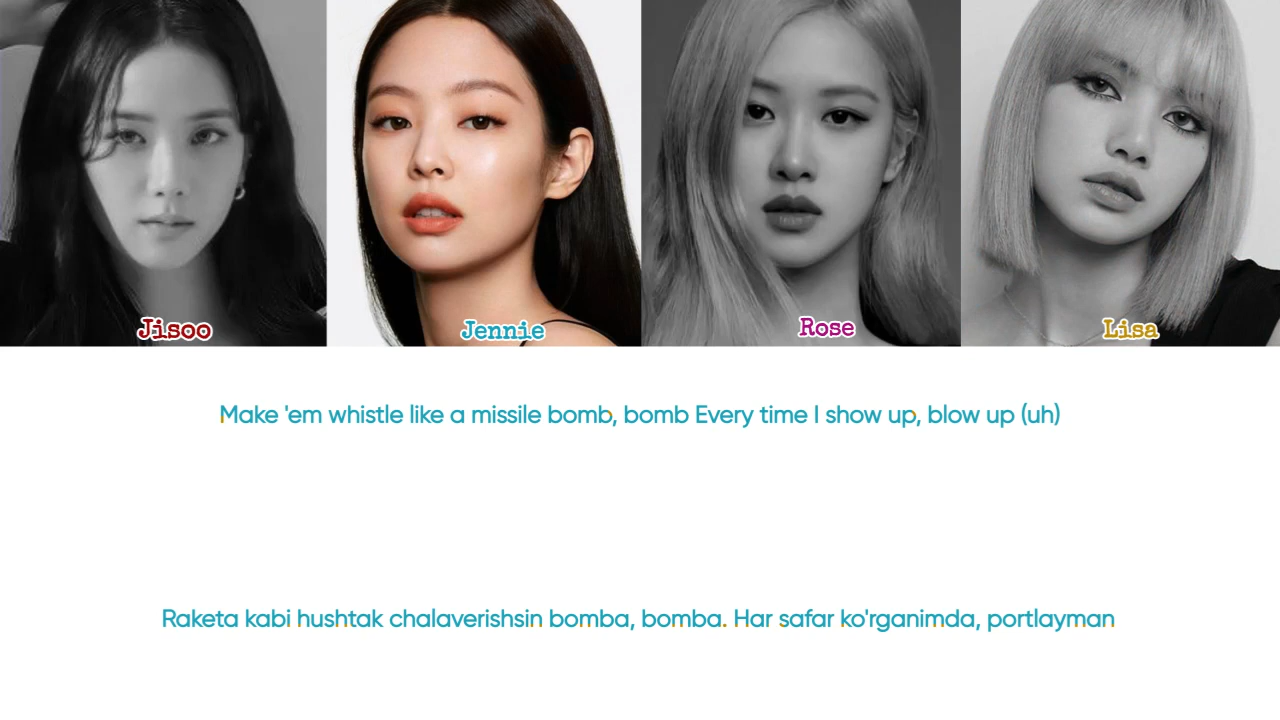 Jisoo Jennie Rose Lisa
Make 'em whistle like a missile bomb, bomb Every time I show up, blow up (uh)
Raketa kabi hushtak chalaverishsin bomba, bomba. Har safar ko'rganimda, portlayman